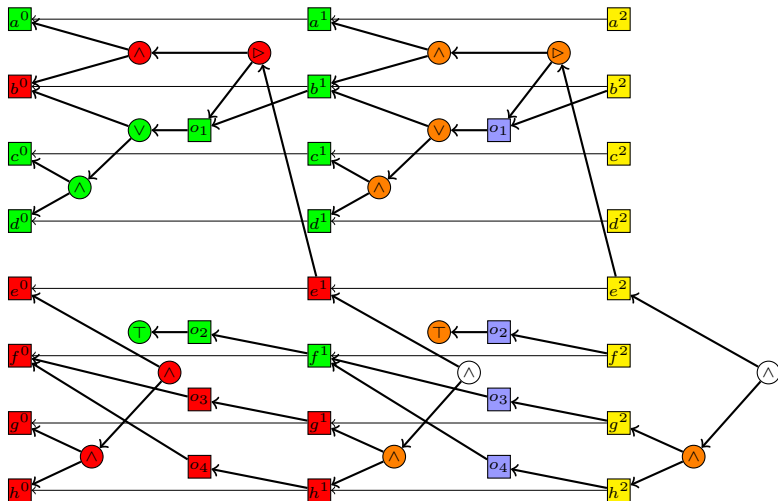 a⁰ a¹ a²
∧ ▷ ∧ ▷
b⁰ b¹ b²
∨ o₁ ∨ o₁
c⁰ c¹ c²
∧ ∧
d⁰ d¹ d²
e⁰ e¹ e²
⊤ o₂ ⊤ o₂
f⁰ f¹ f²
∧ ∧ ∧
o₃ o₃
g⁰ g¹ g²
∧ ∧ ∧
o₄ o₄
h⁰ h¹ h²